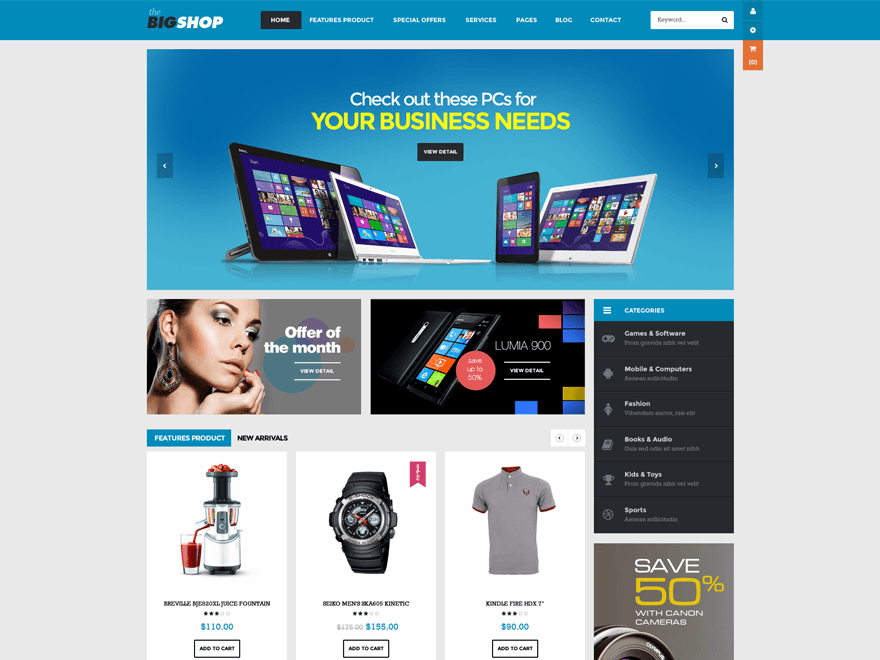 the
BIGSHOP
HOME
FEATURES PRODUCT
SPECIAL OFFERS
SERVICES
PAGES
BLOG
CONTACT
Keyword...
(0)
Check out these PCs for
YOUR BUSINESS NEEDS
VIEW DETAIL
DELL
Start
Start
Offer of
the month
VIEW DETAIL
LUMIA 900
save
up to
50%
VIEW DETAIL
CATEGORIES
Games & Software
Proin gravida nibh vel velit
Mobile & Computers
Aenean sollicitudin
Fashion
Vibendum auctor, nisi elit
Books & Audio
Duis sed odio sit amet nibh
Kids & Toys
Proin gravida nibh vel velit
Sports
Aenean sollicitudin
FEATURES PRODUCT
NEW ARRIVALS
SALE
BREVILLE BJE820XL JUICE FOUNTAIN
$110.00
ADD TO CART
SEIKO MEN'S SKA605 KINETIC
$175.00 $155.00
ADD TO CART
KINDLE FIRE HDX 7"
$90.00
ADD TO CART
SAVE
50%
WITH CANON
CAMERAS
OLYMPUS